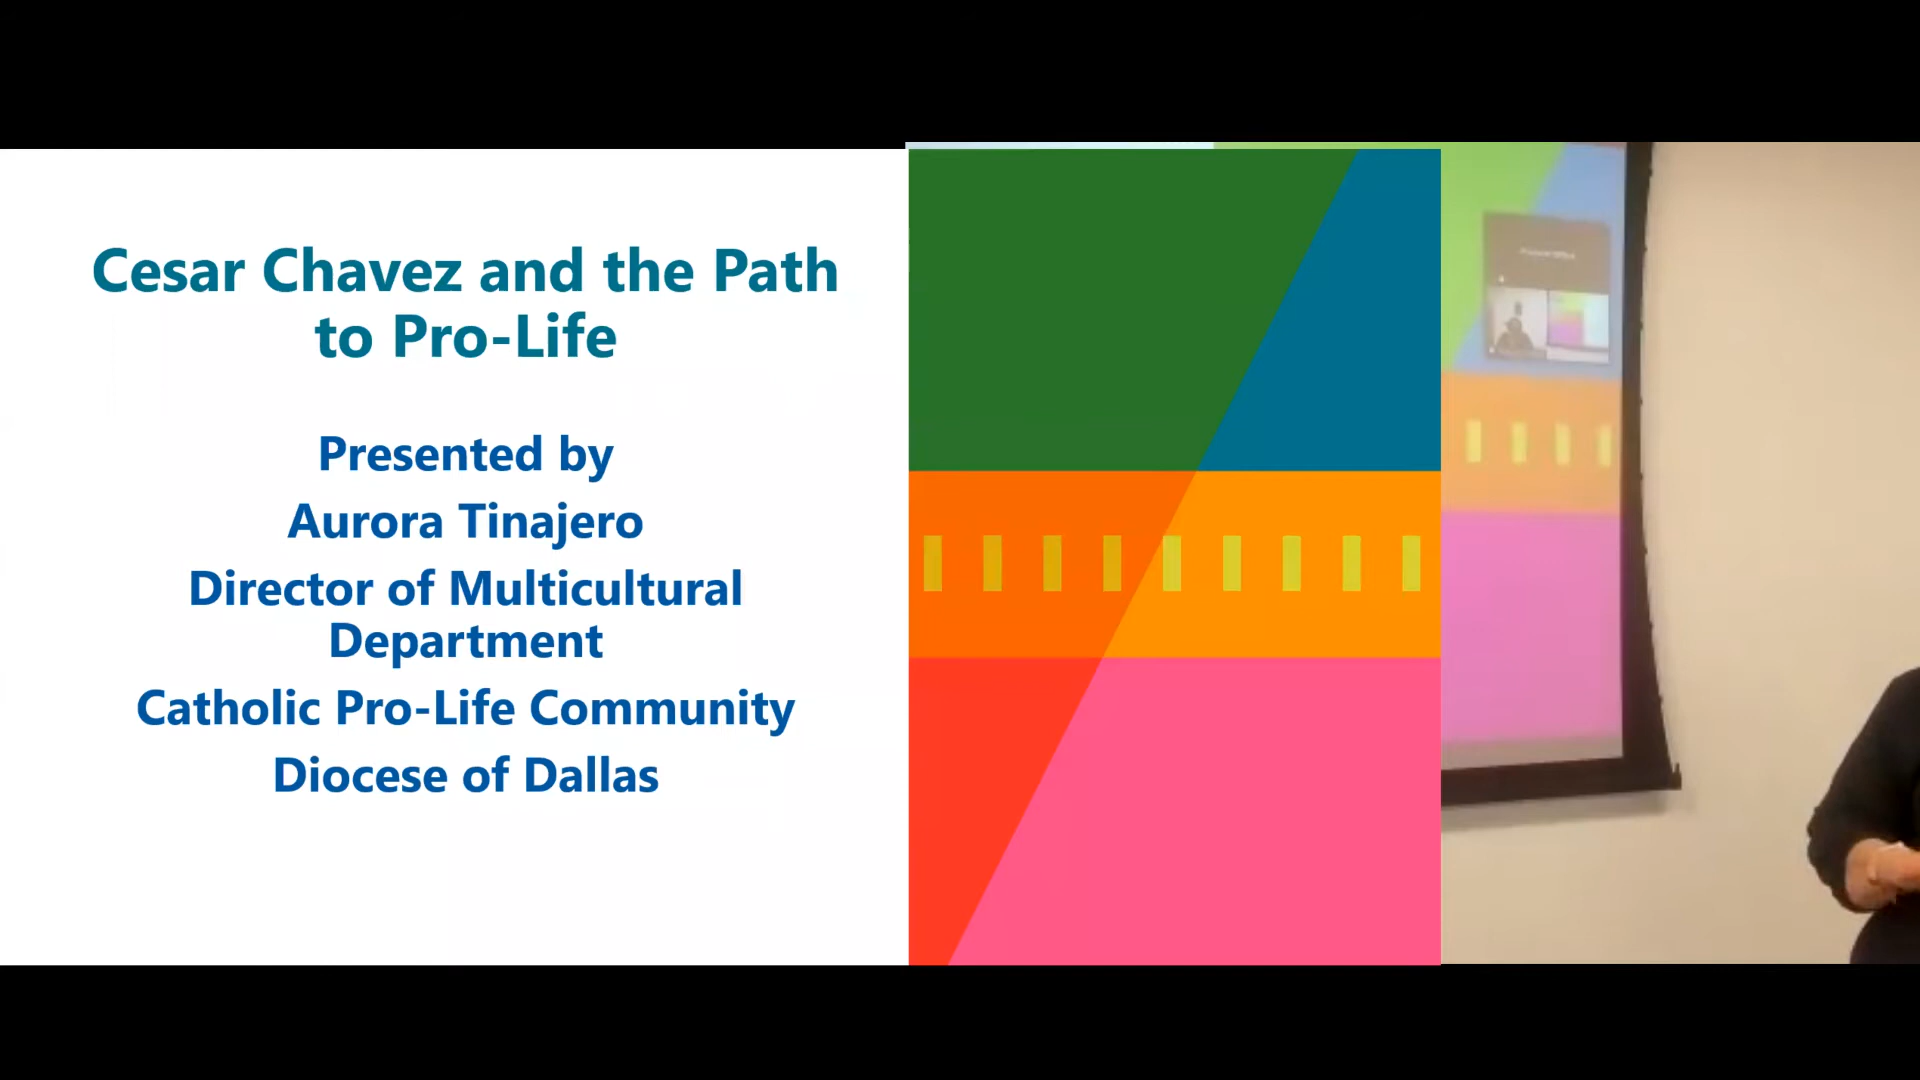 Cesar Chavez and the Path
to Pro-Life
Presented by
Aurora Tinajero
Director of Multicultural
Department
Catholic Pro-Life Community
Diocese of Dallas